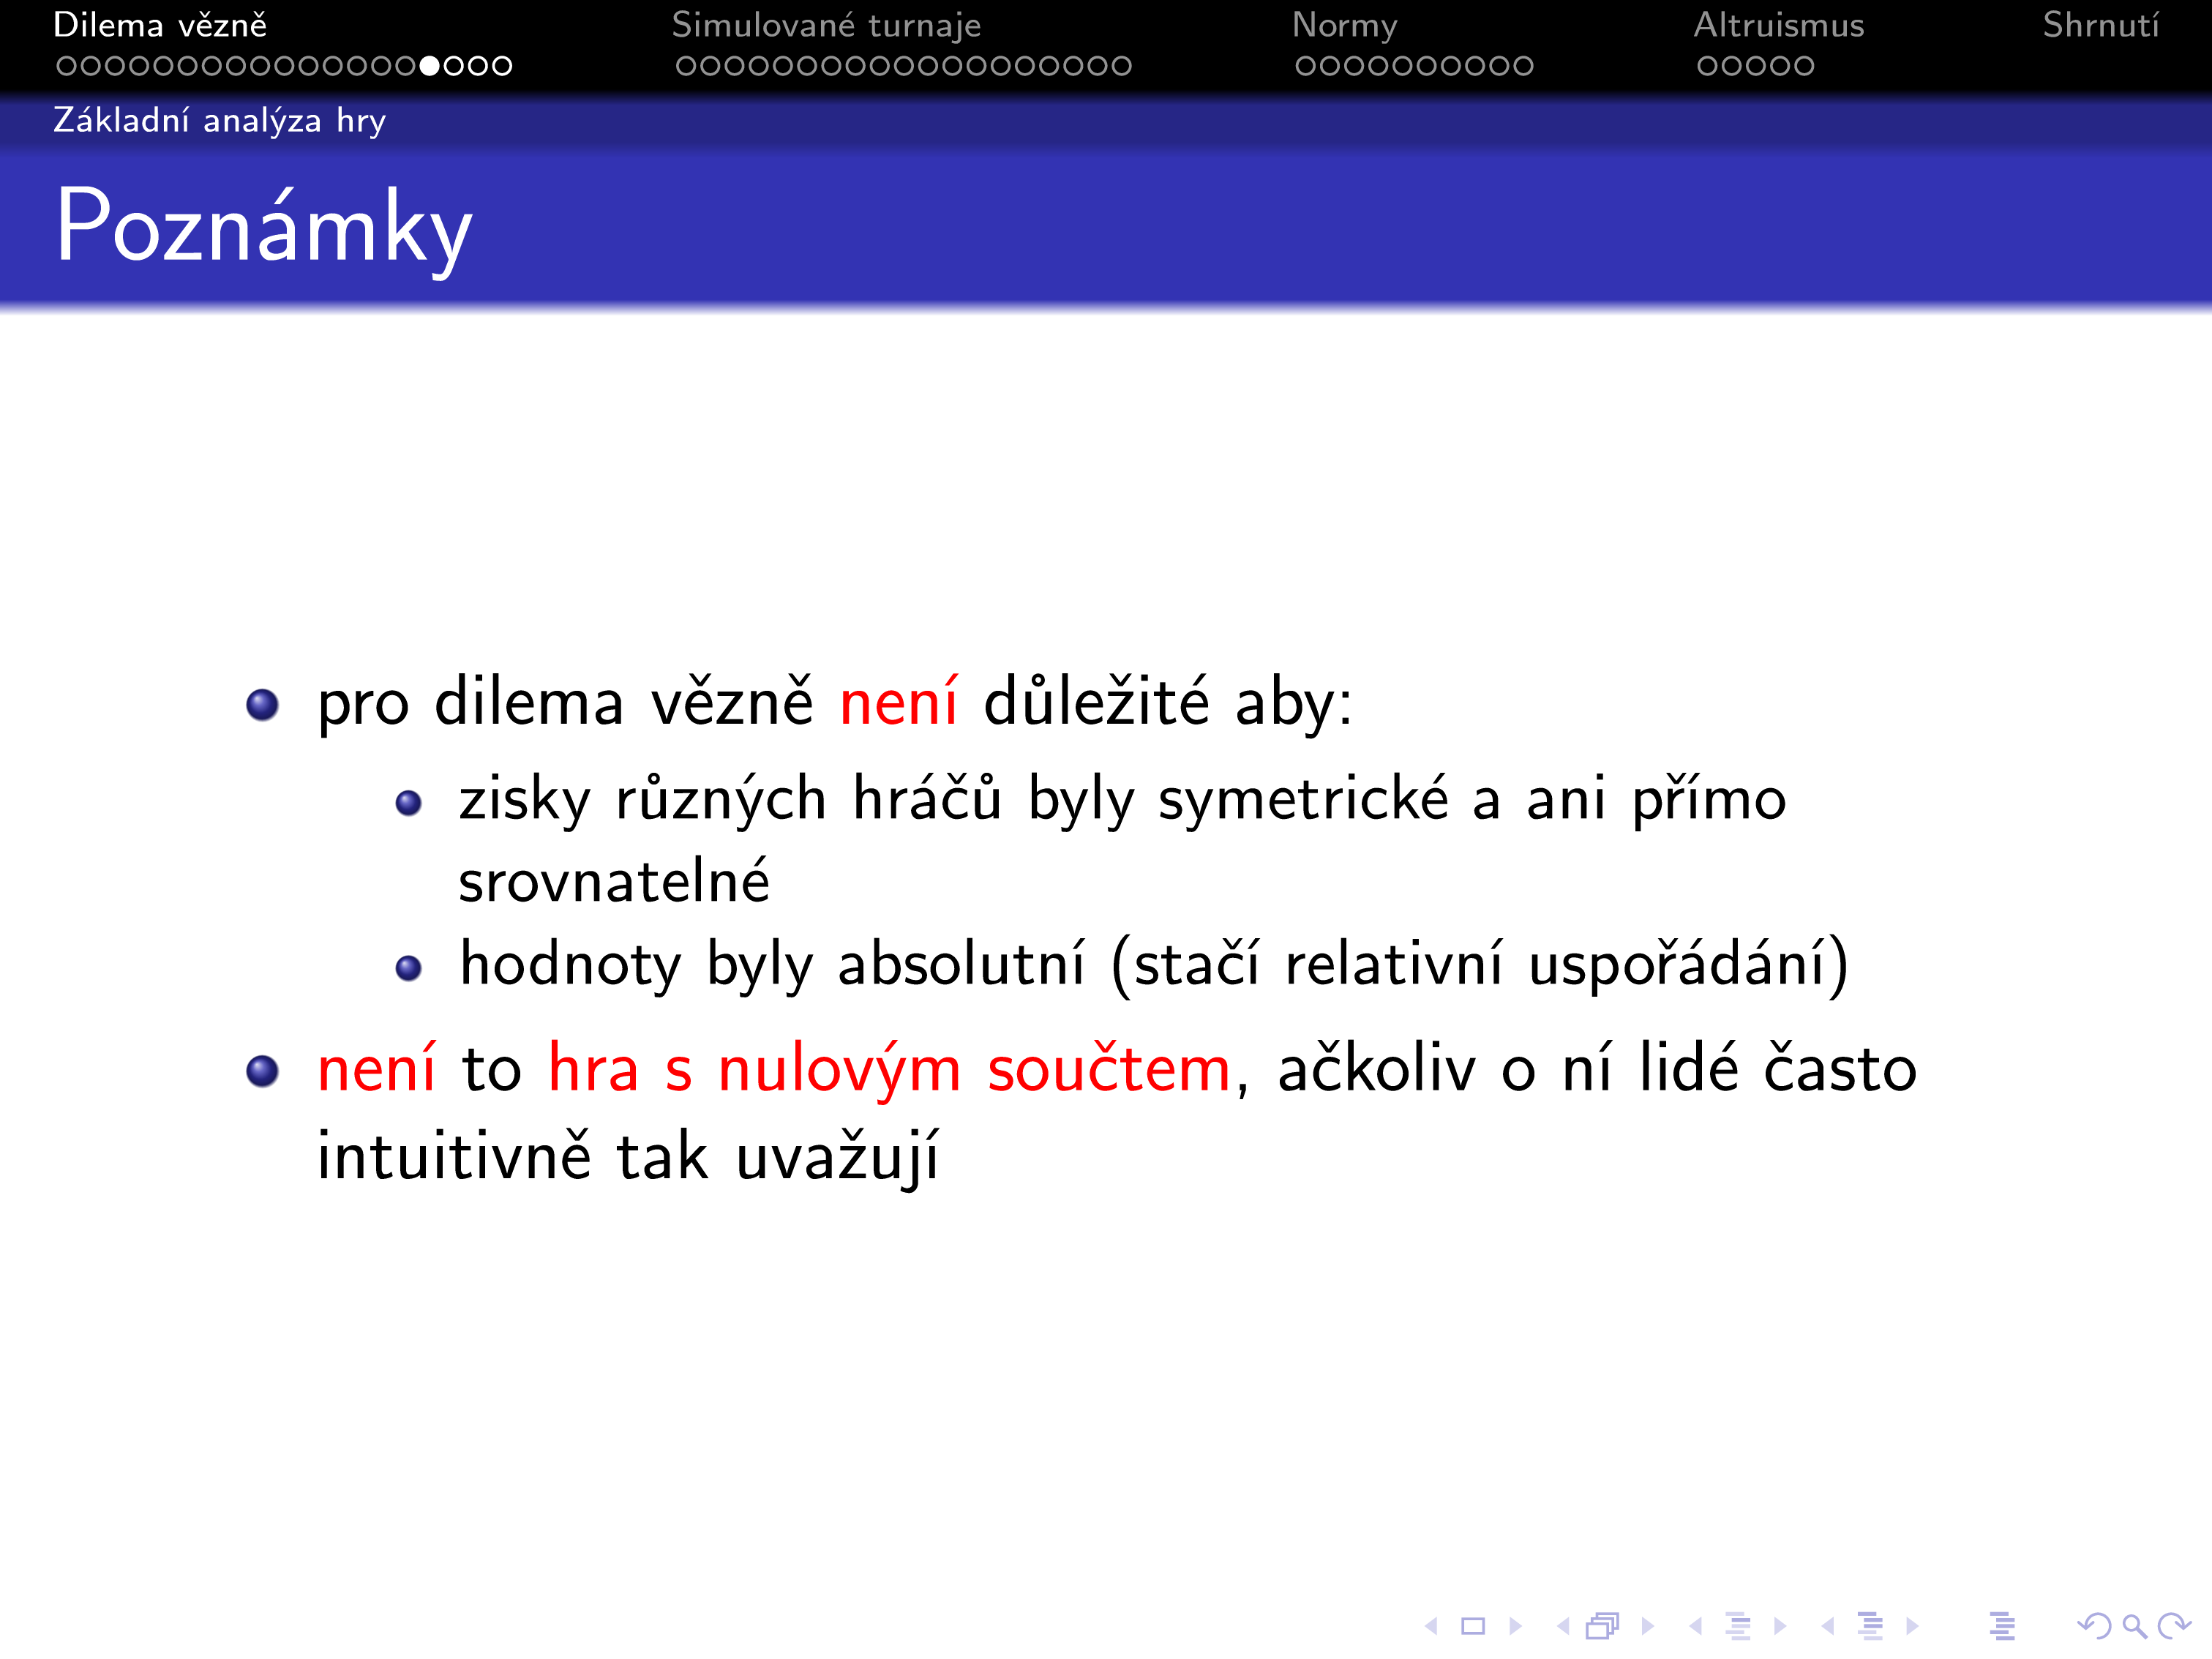 Dilema vězně
Simulované turnaje
Normy
Altruismus
Shrnutí
Základní analýza hry
Poznámky
pro dilema vězně není důležité aby:
zisky různých hráčů byly symetrické a ani přímo
srovnatelné
hodnoty byly absolutní (stačí relativní uspořádání)
není to hra s nulovým součtem, ačkoliv o ní lidé často
intuitivně tak uvažují